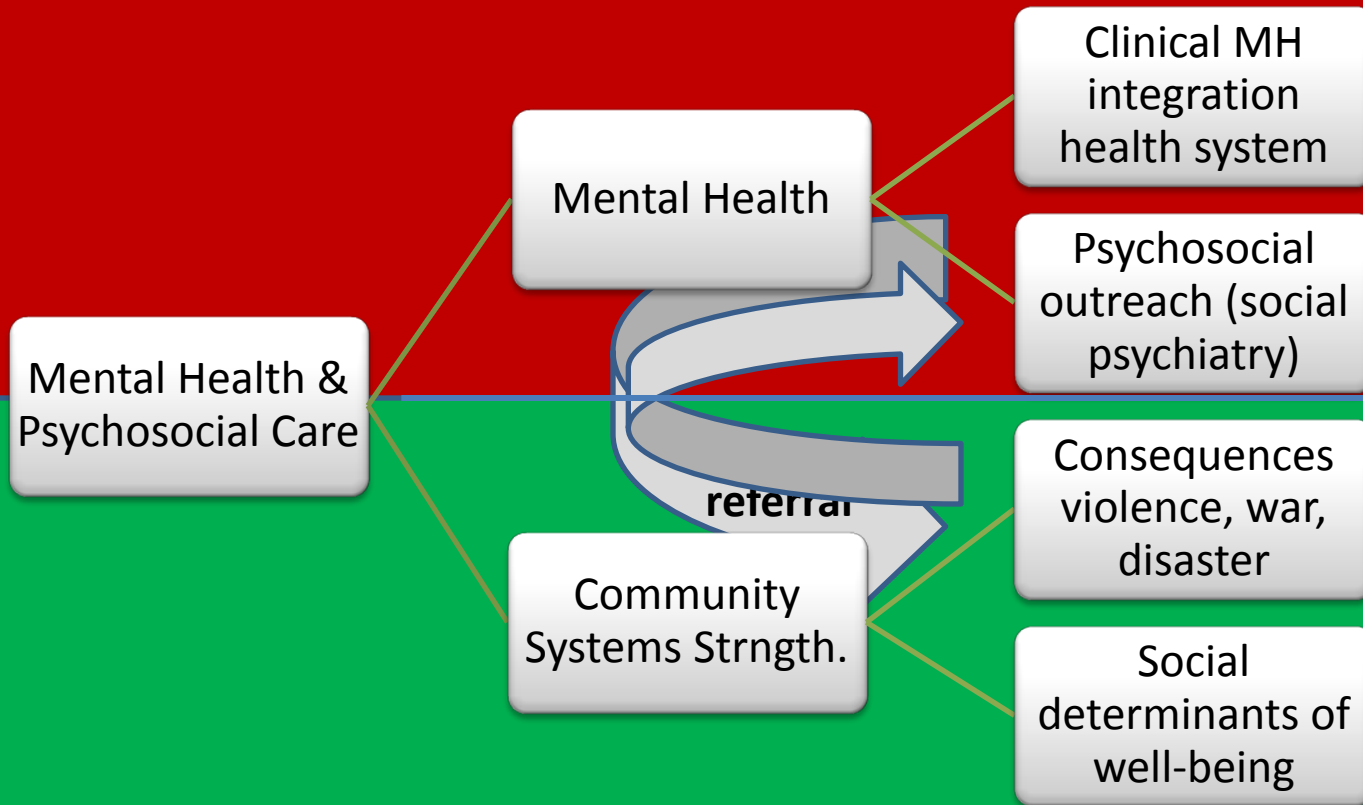 Mental Health &
Psychosocial Care
Mental Health
Clinical MH
integration
health system
Psychosocial
outreach (social
psychiatry)
referral
Community
Systems Strngth.
Consequences
violence, war,
disaster
Social
determinants of
well-being